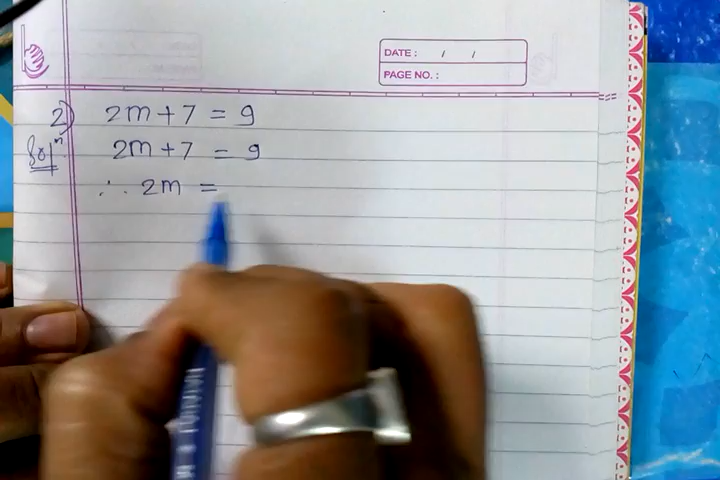 DATE : / /
PAGE NO. :
2) 2m + 7 = 9
Solⁿ. 2m + 7 = 9
∴ 2m =